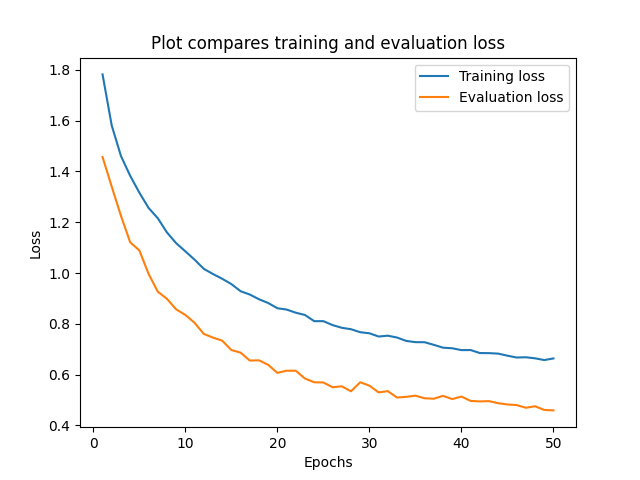 Plot compares training and evaluation loss
Training loss
Evaluation loss
Loss
1.8
1.6
1.4
1.2
1.0
0.8
0.6
0.4
0
10
20
30
40
50
Epochs